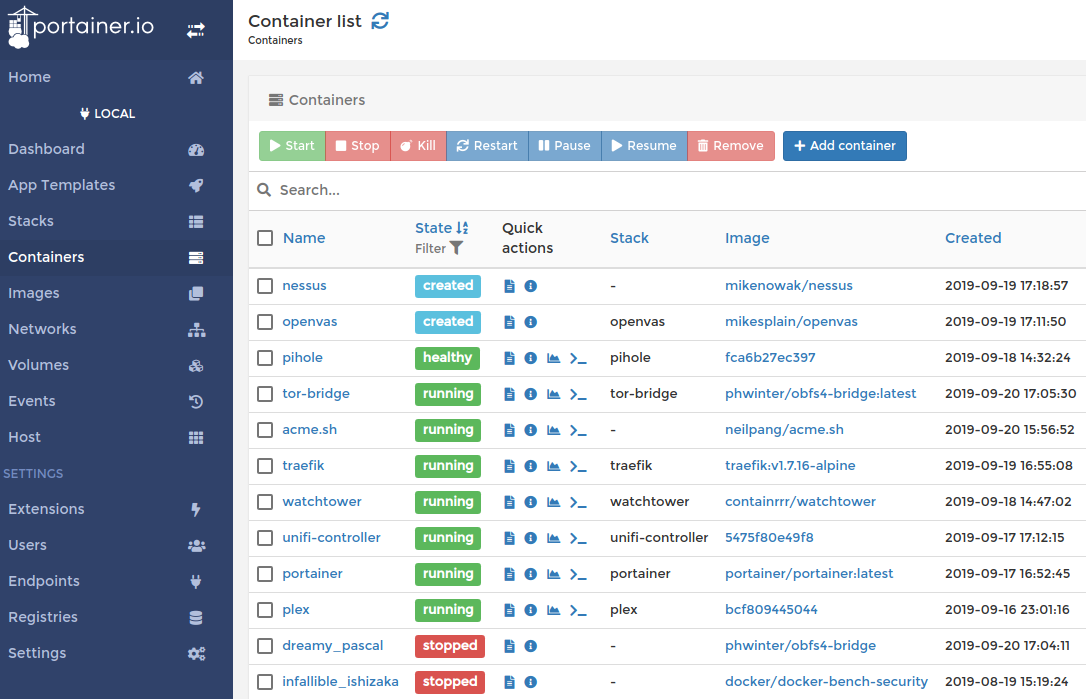 portainer.io
Home
LOCAL
Dashboard
App Templates
Stacks
Containers
Images
Networks
Volumes
Events
Host
SETTINGS
Extensions
Users
Endpoints
Registries
Settings
Container list
Containers
Containers
Start Stop Kill Restart Pause Resume Remove + Add container
Search...
Name State Filter Quick actions Stack Image Created
nessus created - mikenowak/nessus 2019-09-19 17:18:57
openvas created openvas mikesplain/openvas 2019-09-19 17:11:50
pihole healthy pihole fca6b27ec397 2019-09-18 14:32:24
tor-bridge running tor-bridge phwinter/obfs4-bridge:latest 2019-09-20 17:05:30
acme.sh running - neilpang/acme.sh 2019-09-20 15:56:52
traefik running traefik traefik:v1.7.16-alpine 2019-09-19 16:55:08
watchtower running watchtower containrrr/watchtower 2019-09-18 14:47:02
unifi-controller running unifi-controller 5475f80e49f8 2019-09-17 17:12:15
portainer running portainer portainer/portainer:latest 2019-09-17 16:52:45
plex running plex bcf809445044 2019-09-16 23:01:16
dreamy_pascal stopped - phwinter/obfs4-bridge 2019-09-20 17:04:11
infallible_ishizaka stopped - docker/docker-bench-security 2019-08-19 15:19:24